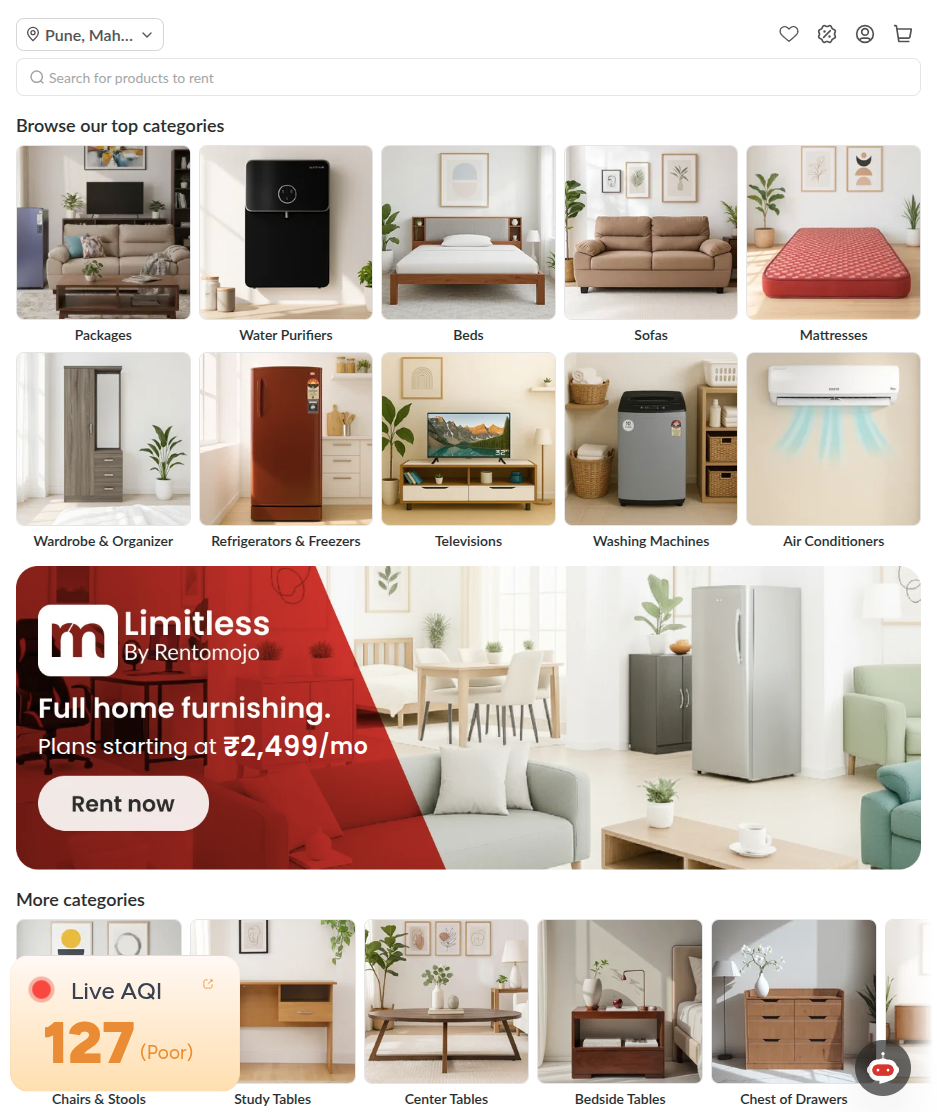 Pune, Mah...
Search for products to rent
Browse our top categories
Packages
Water Purifiers
Beds
Sofas
Mattresses
32"
Wardrobe & Organizer
Refrigerators & Freezers
Televisions
Washing Machines
Air Conditioners
m
Limitless
By Rentomojo
Full home furnishing.
Plans starting at ₹2,499/mo
Rent now
More categories
Live AQI
127 (Poor)
Chairs & Stools
Study Tables
Center Tables
Bedside Tables
Chest of Drawers